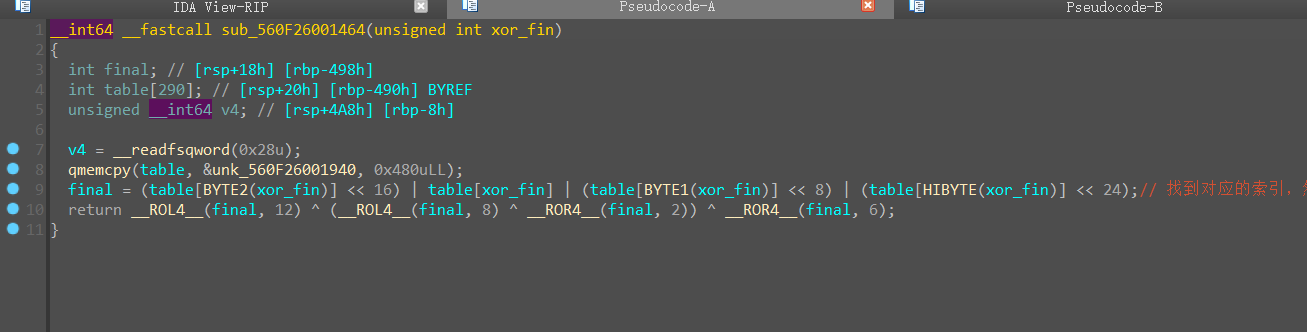 IDA View-RIP Pseudocode-A Pseudocode-B
1 __int64 __fastcall sub_560F26001464(unsigned int xor_fin)
2 {
3 int final; // [rsp+18h] [rbp-498h]
4 int table[290]; // [rsp+20h] [rbp-490h] BYREF
5 unsigned __int64 v4; // [rsp+4A8h] [rbp-8h]
6
7 v4 = __readfsqword(0x28u);
8 qmemcpy(table, &unk_560F26001940, 0x480uLL);
9 final = (table[BYTE2(xor_fin)] << 16) | table[xor_fin] | (table[BYTE1(xor_fin)] << 8) | (table[HIBYTE(xor_fin)] << 24);// 找到对应的索引，
10 return __ROL4__(final, 12) ^ (__ROL4__(final, 8) ^ __ROR4__(final, 2)) ^ __ROR4__(final, 6);
11 }